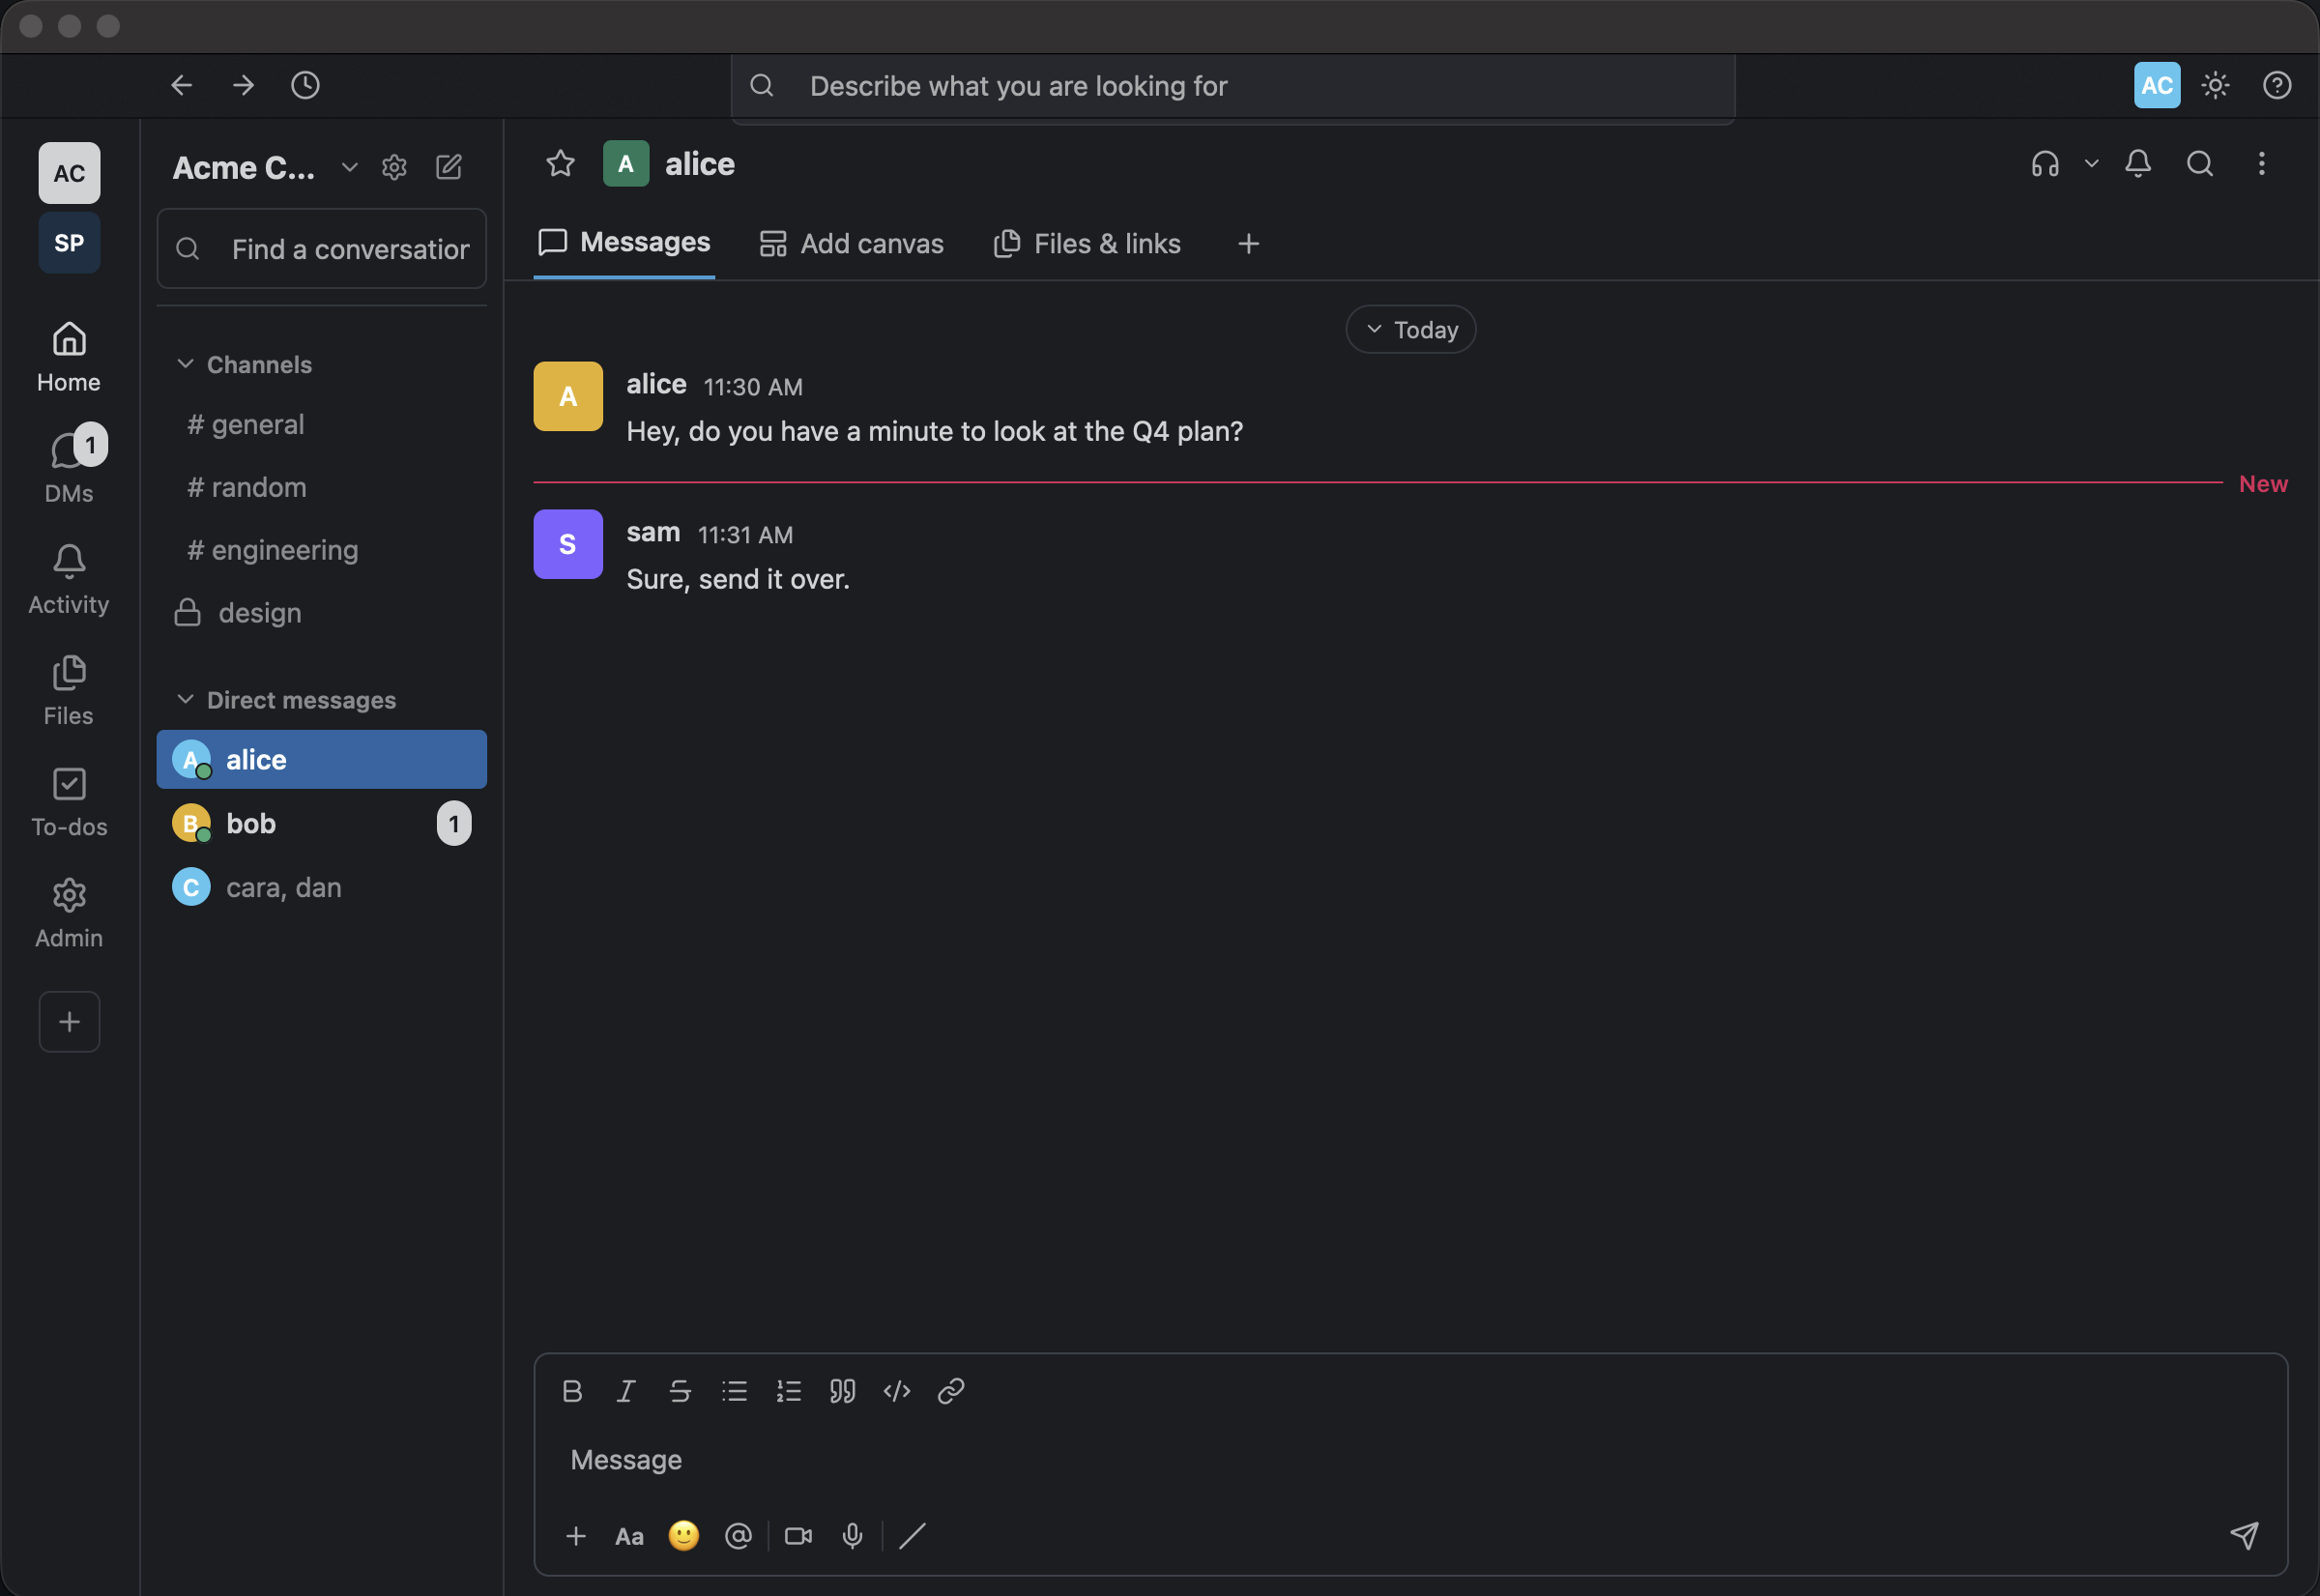 Describe what you are looking for
AC
AC
SP
Home
1
DMs
Activity
Files
To-dos
Admin
Acme C...
Find a conversation
Channels
# general
# random
# engineering
design
Direct messages
A alice
B bob 1
C cara, dan
A alice
Messages Add canvas Files & links
Today
A alice 11:30 AM
Hey, do you have a minute to look at the Q4 plan?
New
S sam 11:31 AM
Sure, send it over.
Message
Aa